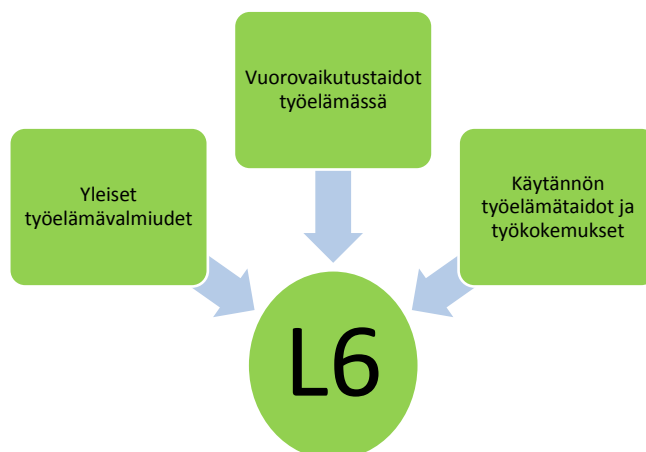 Vuorovaikutustaidot
työelämässä
Yleiset
työelämävalmiudet
Käytännön
työelämätaidot ja
työkokemukset
L6